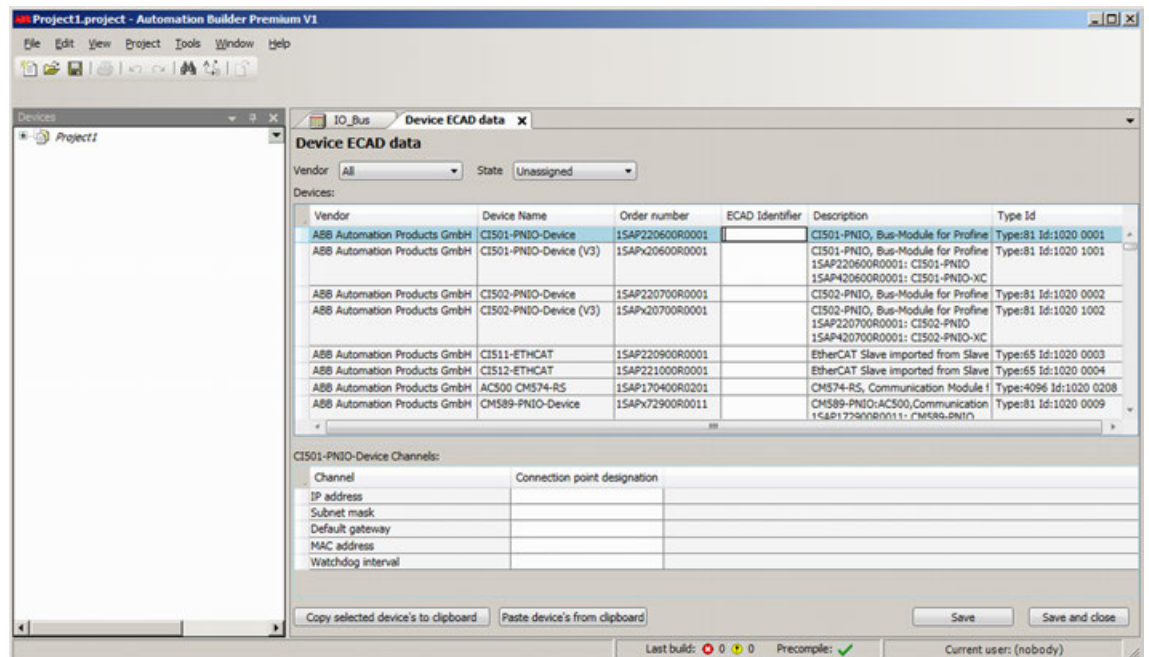 ABB Project1.project - Automation Builder Premium V1
File Edit View Project Tools Window Help
Devices
Project1
IO_Bus Device ECAD data
Device ECAD data
Vendor All State Unassigned
Devices:
Vendor Device Name Order number ECAD Identifier Description Type Id
ABB Automation Products GmbH CI501-PNIO-Device 1SAP220600R0001 CI501-PNIO, Bus-Module for Profine Type:81 Id:1020 0001
ABB Automation Products GmbH CI501-PNIO-Device (V3) 1SAPx20600R0001 CI501-PNIO, Bus-Module for Profine Type:81 Id:1020 1001
1SAP220600R0001: CI501-PNIO
1SAP420600R0001: CI501-PNIO-XC
ABB Automation Products GmbH CI502-PNIO-Device 1SAP220700R0001 CI502-PNIO, Bus-Module for Profine Type:81 Id:1020 0002
ABB Automation Products GmbH CI502-PNIO-Device (V3) 1SAPx20700R0001 CI502-PNIO, Bus-Module for Profine Type:81 Id:1020 1002
1SAP220700R0001: CI502-PNIO
1SAP420700R0001: CI502-PNIO-XC
ABB Automation Products GmbH CI511-ETHCAT 1SAP220900R0001 EtherCAT Slave imported from Slave Type:65 Id:1020 0003
ABB Automation Products GmbH CI512-ETHCAT 1SAP221000R0001 EtherCAT Slave imported from Slave Type:65 Id:1020 0004
ABB Automation Products GmbH AC500 CM574-RS 1SAP170400R0201 CM574-RS, Communication Module f Type:4096 Id:1020 0208
ABB Automation Products GmbH CM589-PNIO-Device 1SAPx72900R0011 CM589-PNIO:AC500,Communication Type:81 Id:1020 0009
1SAP172900R0011: CM589-PNIO
CI501-PNIO-Device Channels:
Channel Connection point designation
IP address
Subnet mask
Default gateway
MAC address
Watchdog interval
Copy selected device's to clipboard Paste device's from clipboard Save Save and close
Last build: 0 0 Precompile: Current user: (nobody)